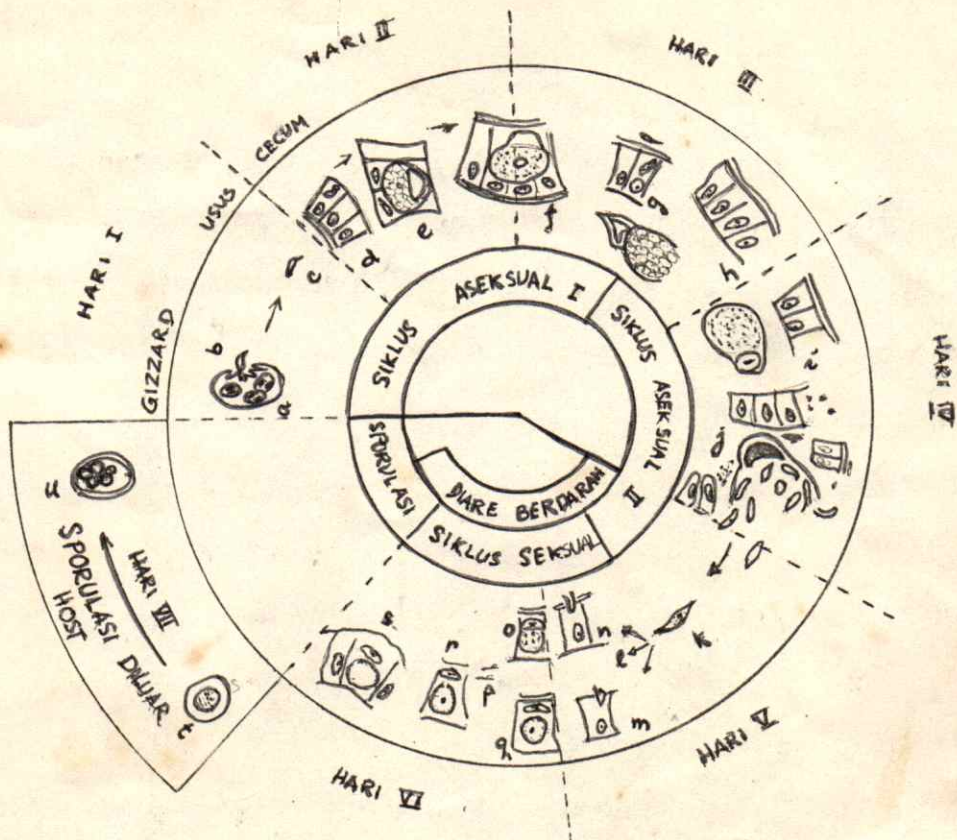 HARI I
HARI II
HARI III
HARI IV
HARI V
HARI VI
HARI VII
SPORULASI DILUAR
HOST
GIZZARD
USUS
CECUM
SIKLUS
ASEKSUAL I
SIKLUS ASEKSUAL II
SIKLUS SEKSUAL
SPORULASI
DIARE BERDARAH
a
b
c
d
e
f
h
i
k
l
m
n
o
p
q
r
s
t
u